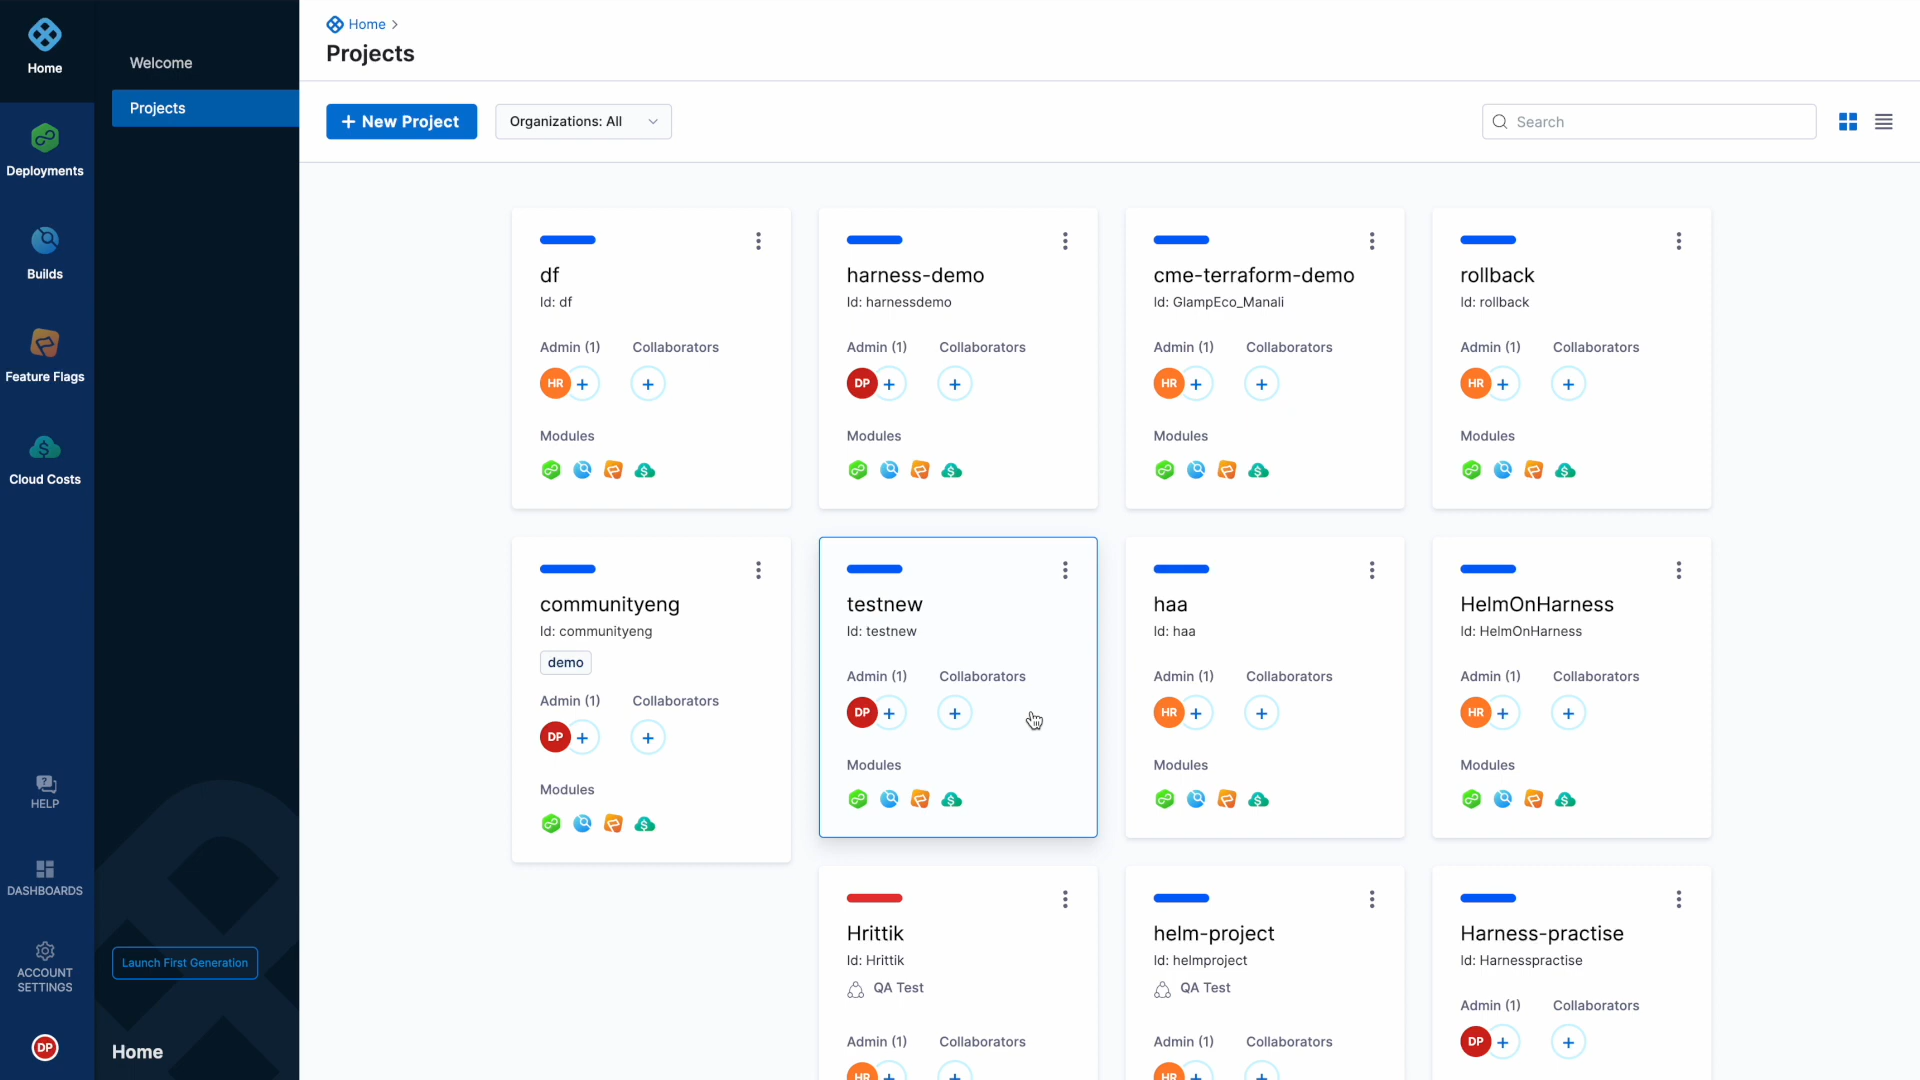 Home
Deployments
Builds
Feature Flags
Cloud Costs
HELP
DASHBOARDS
ACCOUNT
SETTINGS
DP
Welcome
Projects
Launch First Generation
Home
Home >
Projects
+ New Project
Organizations: All
Search
df
Id: df
Admin (1) Collaborators
HR + +
Modules
harness-demo
Id: harnessdemo
Admin (1) Collaborators
DP + +
Modules
cme-terraform-demo
Id: GlampEco_Manali
Admin (1) Collaborators
HR + +
Modules
rollback
Id: rollback
Admin (1) Collaborators
HR + +
Modules
communityeng
Id: communityeng
demo
Admin (1) Collaborators
DP + +
Modules
testnew
Id: testnew
Admin (1) Collaborators
DP + +
Modules
haa
Id: haa
Admin (1) Collaborators
HR + +
Modules
HelmOnHarness
Id: HelmOnHarness
Admin (1) Collaborators
HR + +
Modules
Hrittik
Id: Hrittik
QA Test
Admin (1) Collaborators
HR + +
helm-project
Id: helmproject
QA Test
Admin (1) Collaborators
HR + +
Harness-practise
Id: Harnesspractise
Admin (1) Collaborators
DP + +